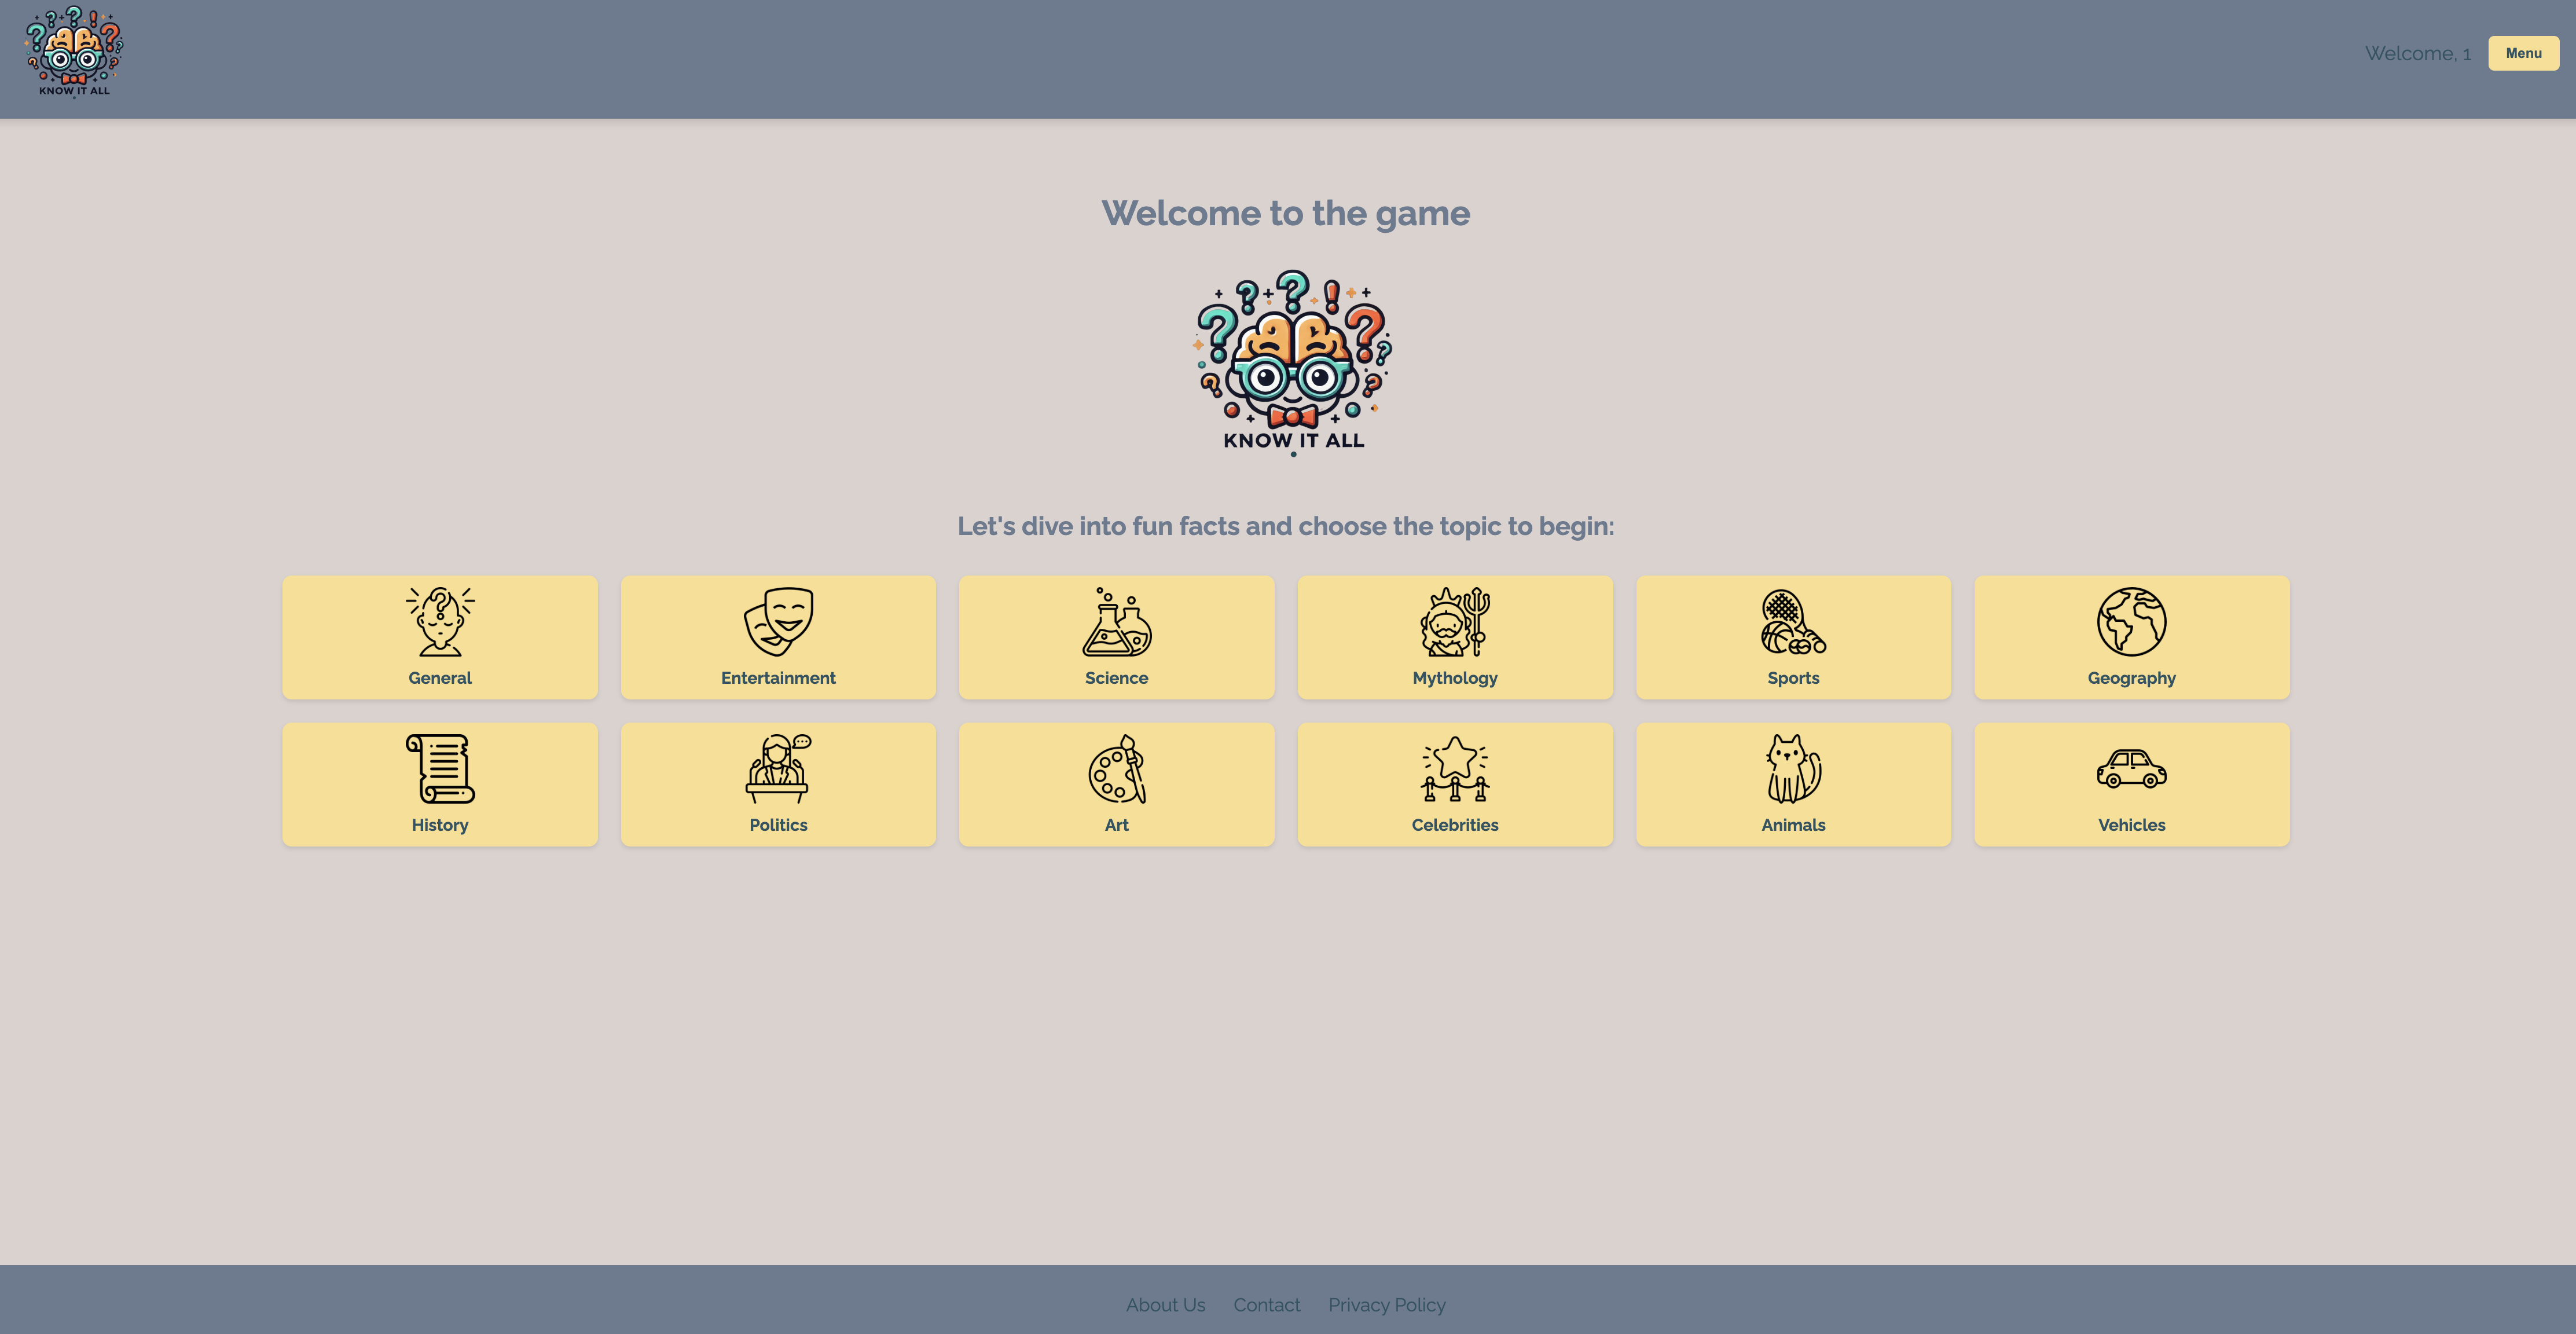 KNOW IT ALL
Welcome, 1
Menu
Welcome to the game
KNOW IT ALL
Let's dive into fun facts and choose the topic to begin:
General
Entertainment
Science
Mythology
Sports
Geography
History
Politics
Art
Celebrities
Animals
Vehicles
About Us
Contact
Privacy Policy